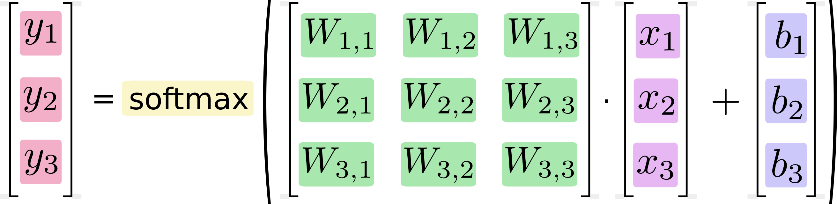 y₁ W₁,₁ W₁,₂ W₁,₃ x₁ b₁
y₂ = softmax ( W₂,₁ W₂,₂ W₂,₃ · x₂ + b₂ )
y₃ W₃,₁ W₃,₂ W₃,₃ x₃ b₃